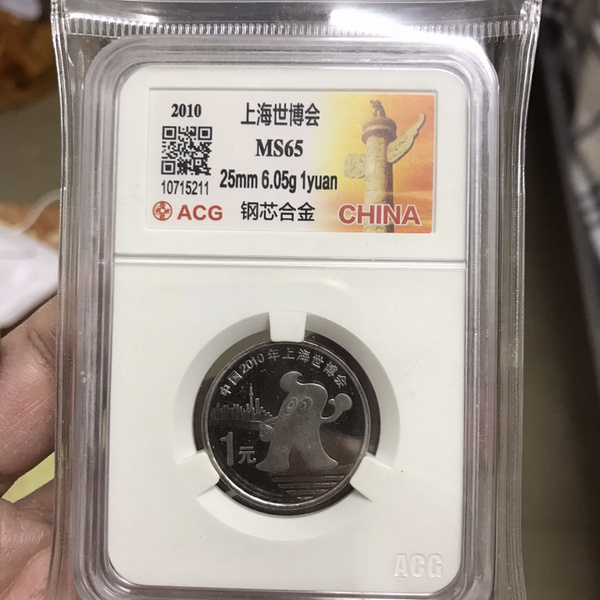 2010
上海世博会
MS65
10715211
25mm 6.05g 1yuan
ACG
钢芯合金
CHINA
中国2010年上海世博会
1元
ACG